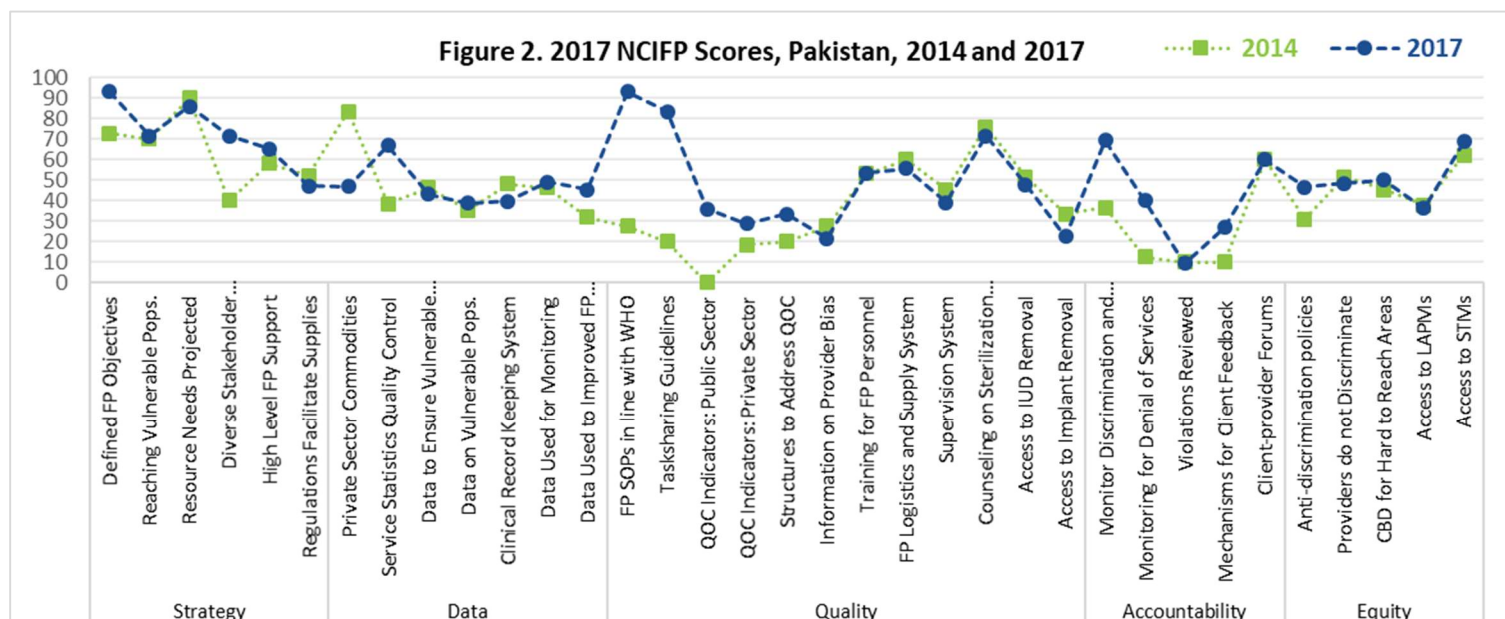 Figure 2. 2017 NCIFP Scores, Pakistan, 2014 and 2017
2014
2017
100
90
80
70
60
50
40
30
20
10
0
Defined FP Objectives
Reaching Vulnerable Pops.
Resource Needs Projected
Diverse Stakeholder…
High Level FP Support
Regulations Facilitate Supplies
Private Sector Commodities
Service Statistics Quality Control
Data to Ensure Vulnerable…
Data on Vulnerable Pops.
Clinical Record Keeping System
Data Used for Monitoring
Data Used to Improved FP…
FP SOPs in line with WHO
Tasksharing Guidelines
QOC Indicators: Public Sector
QOC Indicators: Private Sector
Structures to Address QOC
Information on Provider Bias
Training for FP Personnel
FP Logistics and Supply System
Supervision System
Counseling on Sterilization…
Access to IUD Removal
Access to Implant Removal
Monitor Discrimination and…
Monitoring for Denial of Services
Violations Reviewed
Mechanisms for Client Feedback
Client-provider Forums
Anti-discrimination policies
Providers do not Discriminate
CBD for Hard to Reach Areas
Access to LAPMs
Access to STMs
Strategy
Data
Quality
Accountability
Equity